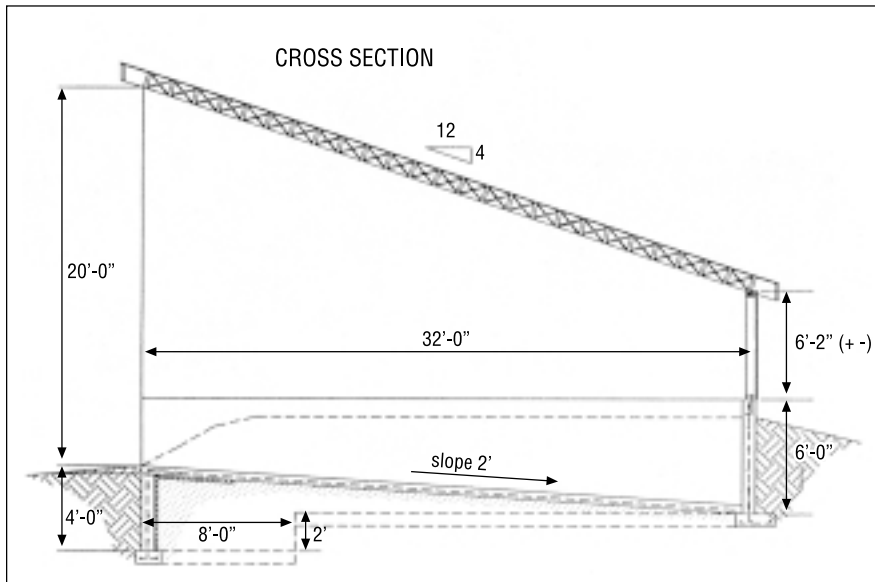 CROSS SECTION
12
4
20’-0”
32’-0”
6’-2” (+ -)
slope 2’
6’-0”
4’-0”
8’-0”
2’